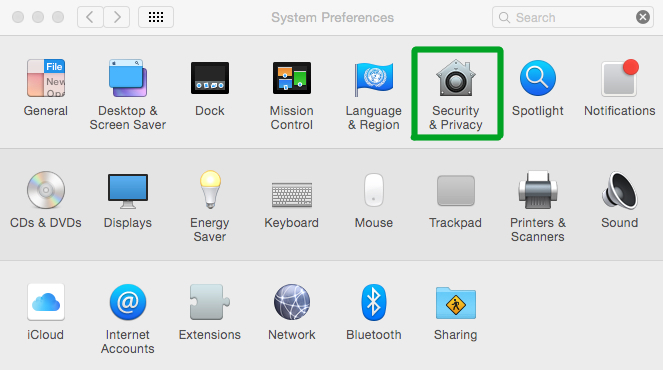 System Preferences
Search
File
New
Ope
General
Desktop &
Screen Saver
Dock
Mission
Control
Language
& Region
Security
& Privacy
Spotlight
Notifications
CDs & DVDs
Displays
Energy
Saver
Keyboard
Mouse
Trackpad
Printers &
Scanners
Sound
iCloud
@
Internet
Accounts
Extensions
Network
Bluetooth
Sharing